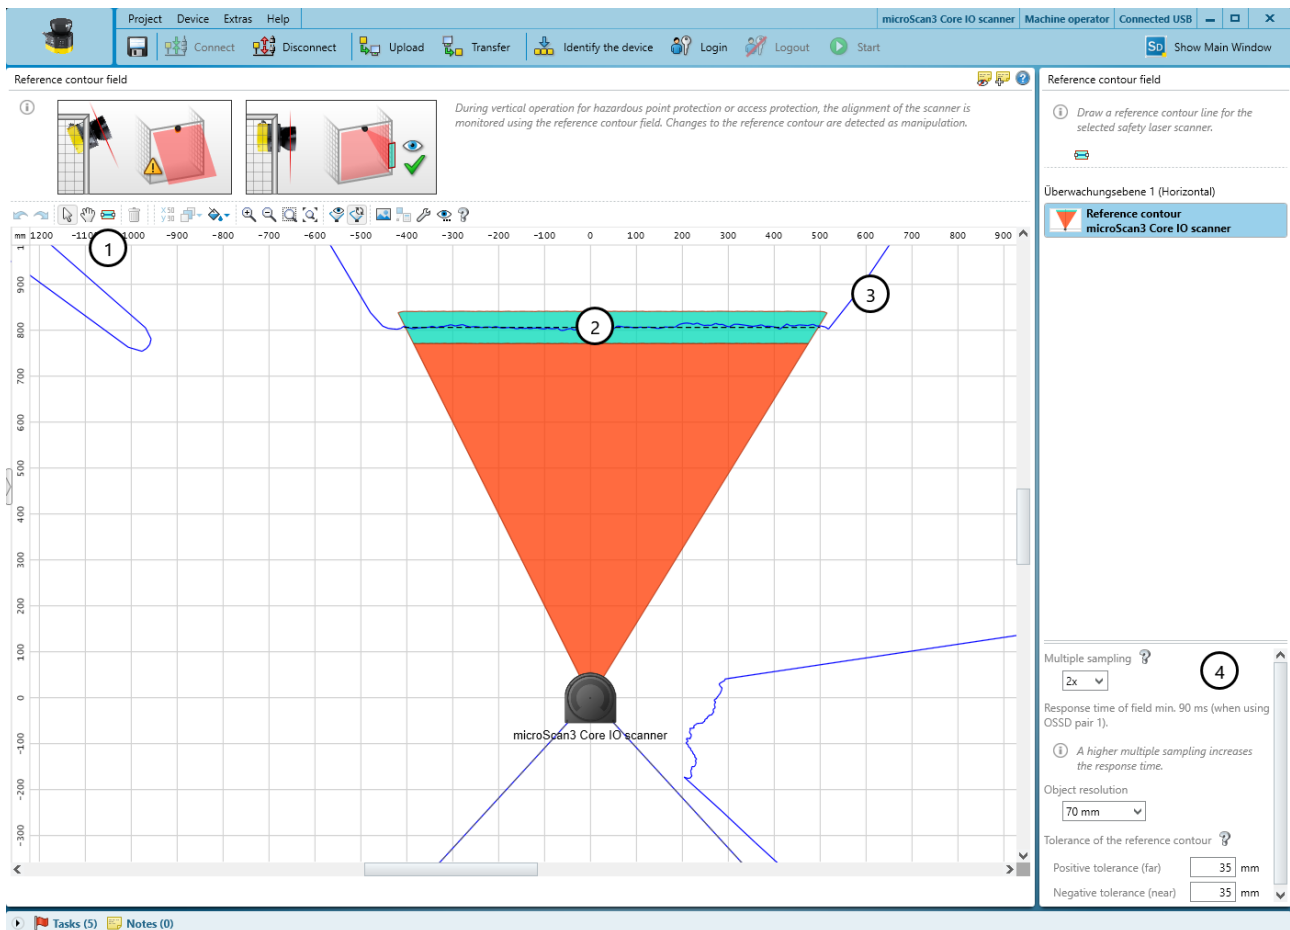 Project Device Extras Help
microScan3 Core IO scanner Machine operator Connected USB
Connect Disconnect Upload Transfer Identify the device Login Logout Start
SD Show Main Window
Reference contour field
During vertical operation for hazardous point protection or access protection, the alignment of the scanner is
monitored using the reference contour field. Changes to the reference contour are detected as manipulation.
mm 1200 -1000 -900 -800 -700 -600 -500 -400 -300 -200 -100 0 100 200 300 400 500 600 700 800 900
1
3
2
900
800
700
600
500
400
300
200
100
0
-100
-200
-300
microScan3 Core IO scanner
Reference contour field
Draw a reference contour line for the
selected safety laser scanner.
Überwachungsebene 1 (Horizontal)
Reference contour
microScan3 Core IO scanner
Multiple sampling
4
2x
Response time of field min. 90 ms (when using
OSSD pair 1).
A higher multiple sampling increases
the response time.
Object resolution
70 mm
Tolerance of the reference contour
Positive tolerance (far) 35 mm
Negative tolerance (near) 35 mm
Tasks (5) Notes (0)